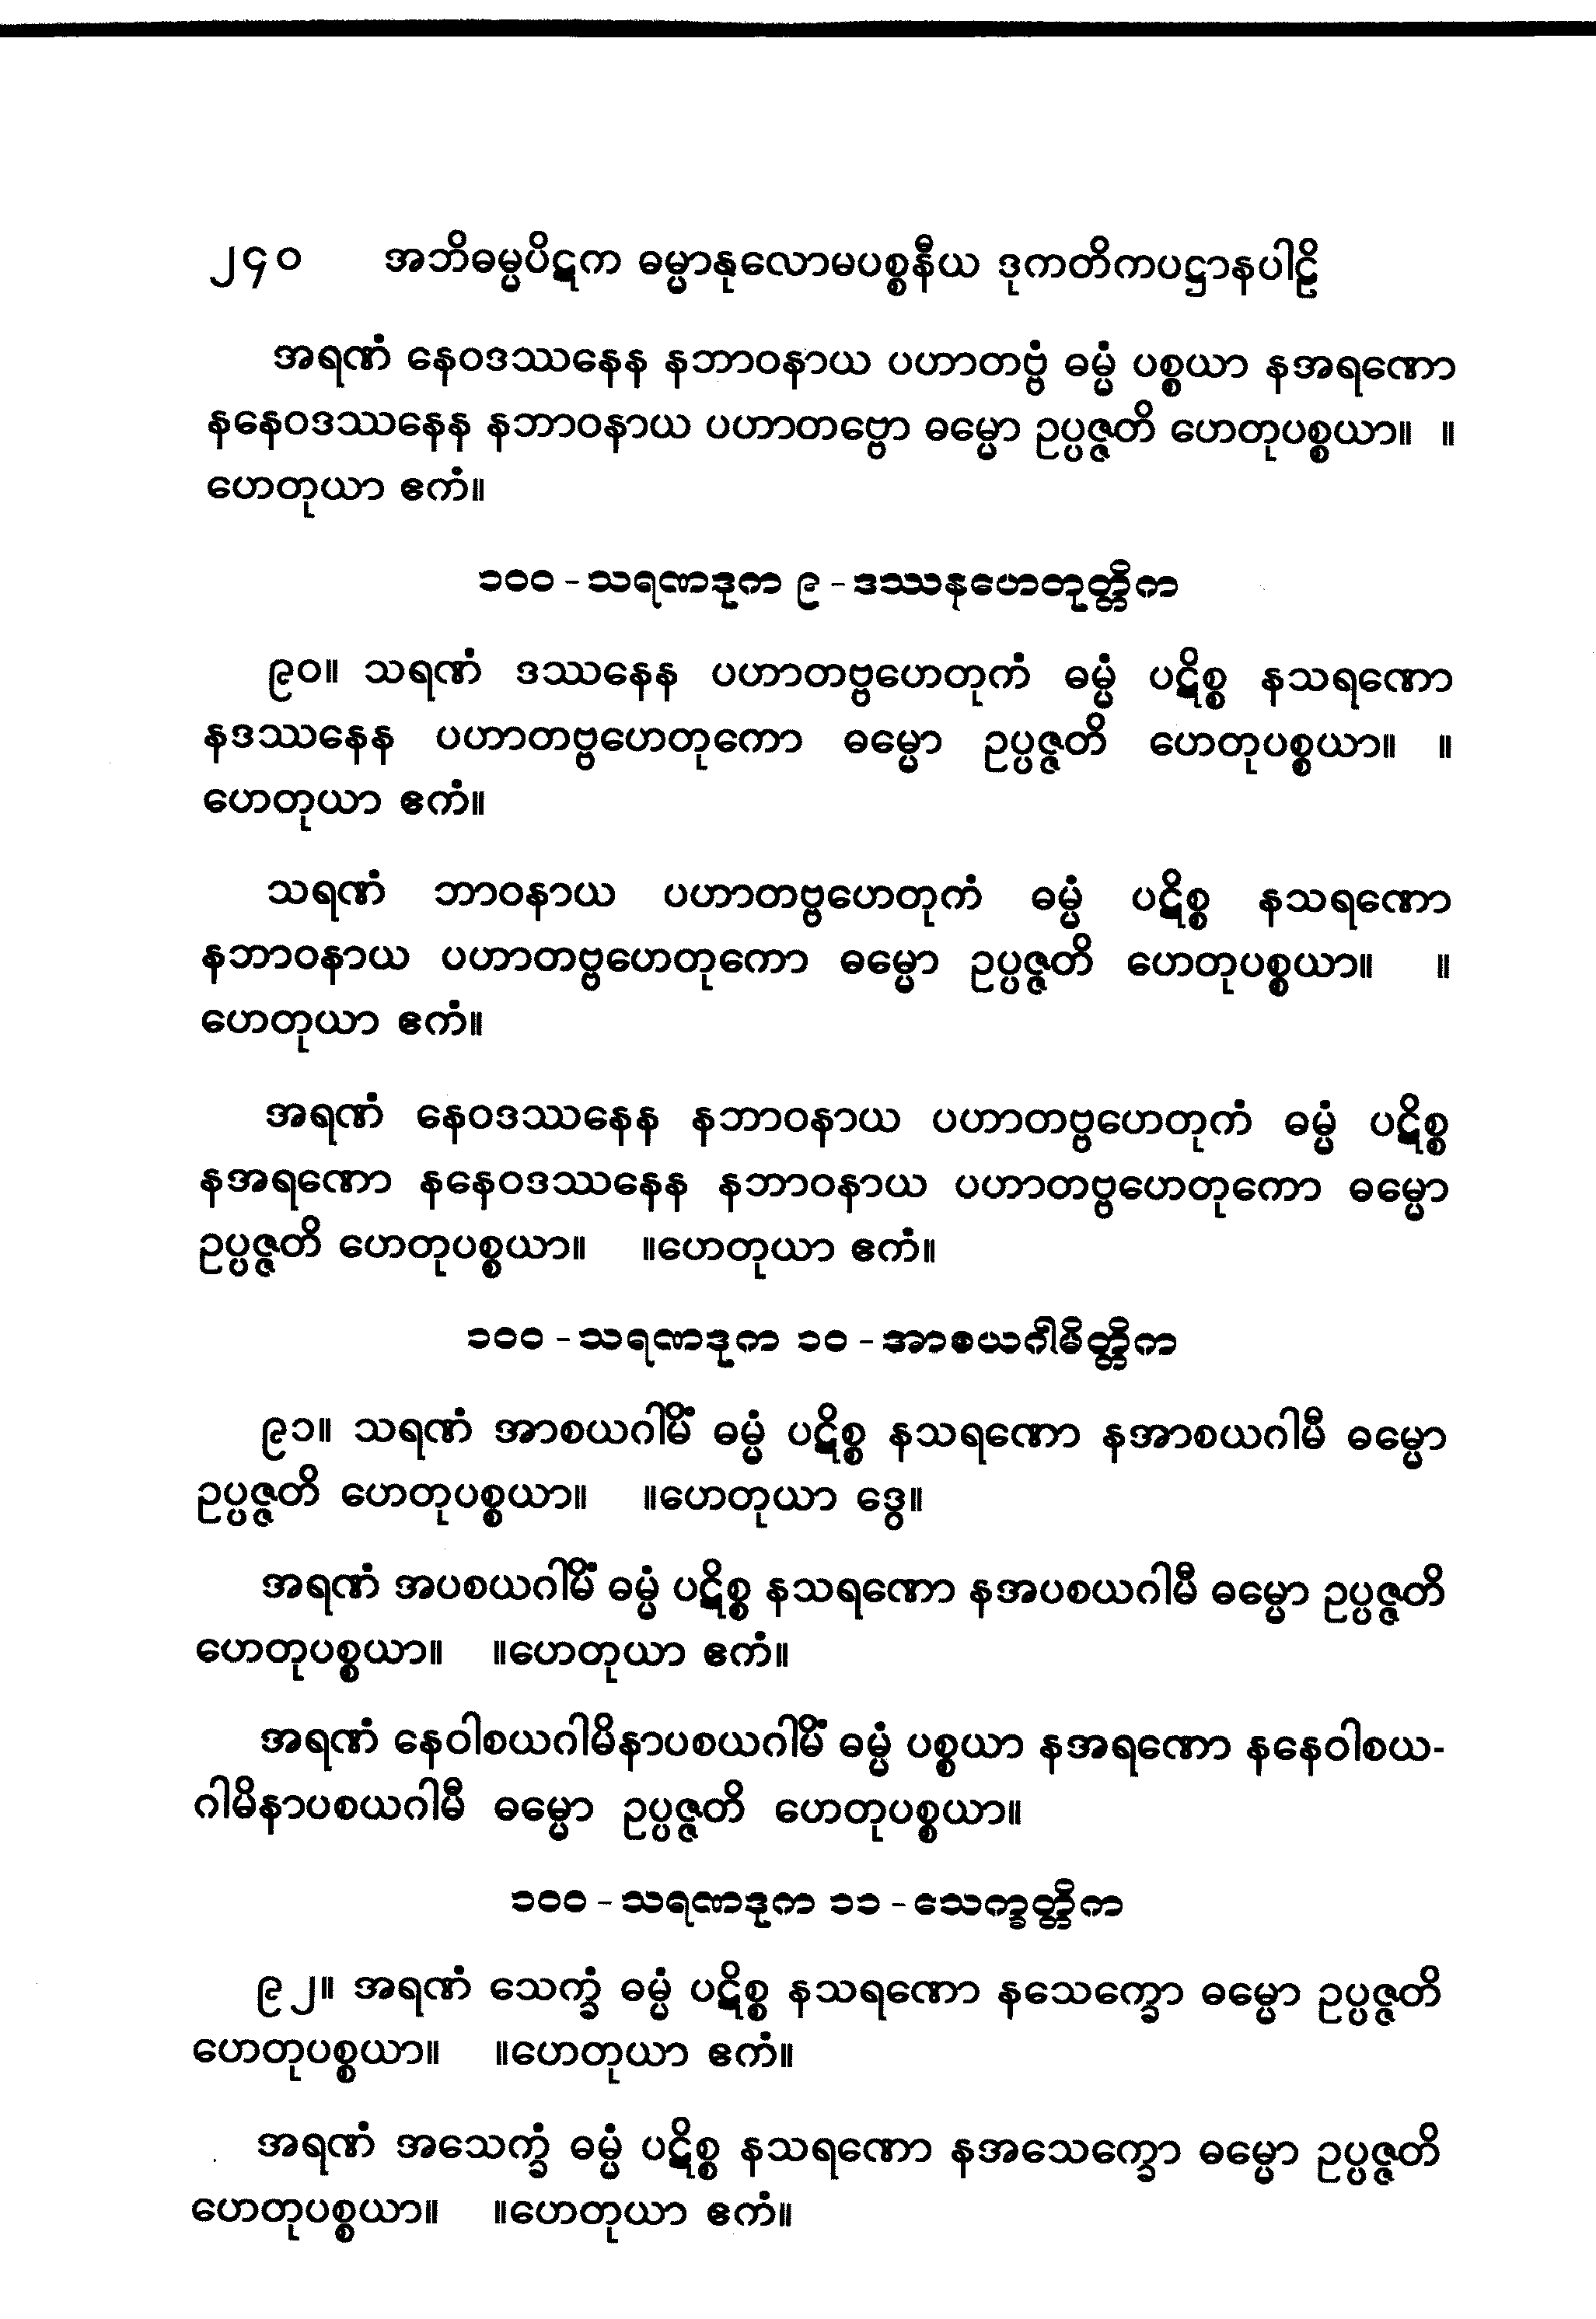 ၂၄၀ အဘိဓမ္မပိဋက ဓမ္မာနုလောမပစ္စနီယ ဒုကတိကပဋ္ဌာနပါဠိ
အရဏံ နေဝဒဿနေန နဘာဝနာယ ပဟာတဗ္ဗံ ဓမ္မံ ပစ္စယာ နအရဏော
နနေဝဒဿနေန နဘာဝနာယ ပဟာတဗ္ဗော ဓမ္မော ဥပ္ပဇ္ဇတိ ဟေတုပစ္စယာ။ ။
ဟေတုယာ ဧကံ။
၁၀၀ - သရဏဒုက ၉ - ဒဿနဟေတုတ္တိက
၉၀။ သရဏံ ဒဿနေန ပဟာတဗ္ဗဟေတုကံ ဓမ္မံ ပဋိစ္စ နသရဏော
နဒဿနေန ပဟာတဗ္ဗဟေတုကော ဓမ္မော ဥပ္ပဇ္ဇတိ ဟေတုပစ္စယာ။ ။
ဟေတုယာ ဧကံ။
သရဏံ ဘာဝနာယ ပဟာတဗ္ဗဟေတုကံ ဓမ္မံ ပဋိစ္စ နသရဏော
နဘာဝနာယ ပဟာတဗ္ဗဟေတုကော ဓမ္မော ဥပ္ပဇ္ဇတိ ဟေတုပစ္စယာ။ ။
ဟေတုယာ ဧကံ။
အရဏံ နေဝဒဿနေန နဘာဝနာယ ပဟာတဗ္ဗဟေတုကံ ဓမ္မံ ပဋိစ္စ
နအရဏော နနေဝဒဿနေန နဘာဝနာယ ပဟာတဗ္ဗဟေတုကော ဓမ္မော
ဥပ္ပဇ္ဇတိ ဟေတုပစ္စယာ။ ။ဟေတုယာ ဧကံ။
၁၀၀ - သရဏဒုက ၁၀ - အာစယဂါမိတ္တိက
၉၁။ သရဏံ အာစယဂါမိံ ဓမ္မံ ပဋိစ္စ နသရဏော နအာစယဂါမီ ဓမ္မော
ဥပ္ပဇ္ဇတိ ဟေတုပစ္စယာ။ ။ဟေတုယာ ဒွေ။
အရဏံ အပစယဂါမိံ ဓမ္မံ ပဋိစ္စ နသရဏော နအပစယဂါမီ ဓမ္မော ဥပ္ပဇ္ဇတိ
ဟေတုပစ္စယာ။ ။ဟေတုယာ ဧကံ။
အရဏံ နေဝါစယဂါမိနာပစယဂါမိံ ဓမ္မံ ပစ္စယာ နအရဏော နနေဝါစယ-
ဂါမိနာပစယဂါမီ ဓမ္မော ဥပ္ပဇ္ဇတိ ဟေတုပစ္စယာ။
၁၀၀ - သရဏဒုက ၁၁ - သေက္ခတ္တိက
၉၂။ အရဏံ သေက္ခံ ဓမ္မံ ပဋိစ္စ နသရဏော နသေက္ခော ဓမ္မော ဥပ္ပဇ္ဇတိ
ဟေတုပစ္စယာ။ ။ဟေတုယာ ဧကံ။
အရဏံ အသေက္ခံ ဓမ္မံ ပဋိစ္စ နသရဏော နအသေက္ခော ဓမ္မော ဥပ္ပဇ္ဇတိ
ဟေတုပစ္စယာ။ ။ဟေတုယာ ဧကံ။